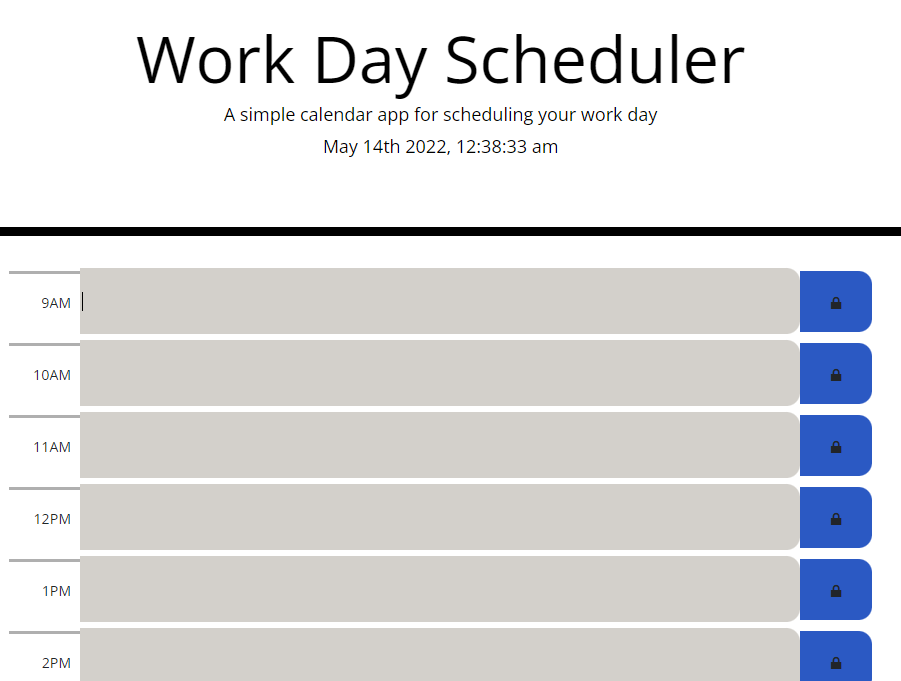 Work Day Scheduler
A simple calendar app for scheduling your work day
May 14th 2022, 12:38:33 am
9AM
10AM
11AM
12PM
1PM
2PM